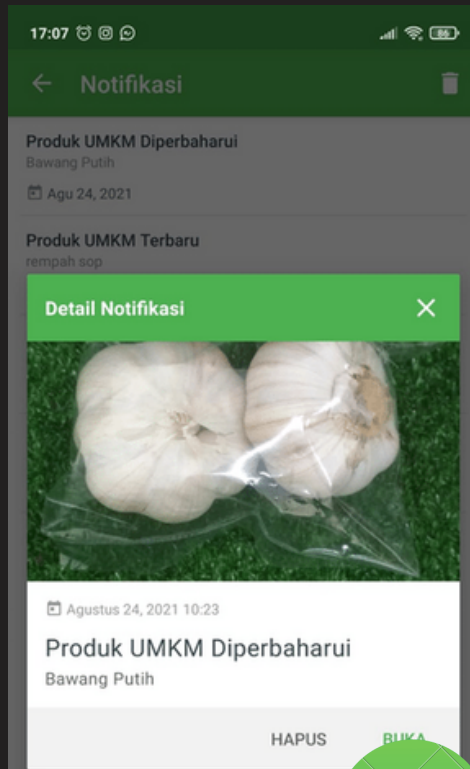 17:07
86
Notifikasi
Produk UMKM Diperbaharui
Bawang Putih
Agu 24, 2021
Produk UMKM Terbaru
rempah sop
Detail Notifikasi
Agustus 24, 2021 10:23
Produk UMKM Diperbaharui
Bawang Putih
HAPUS BUKA